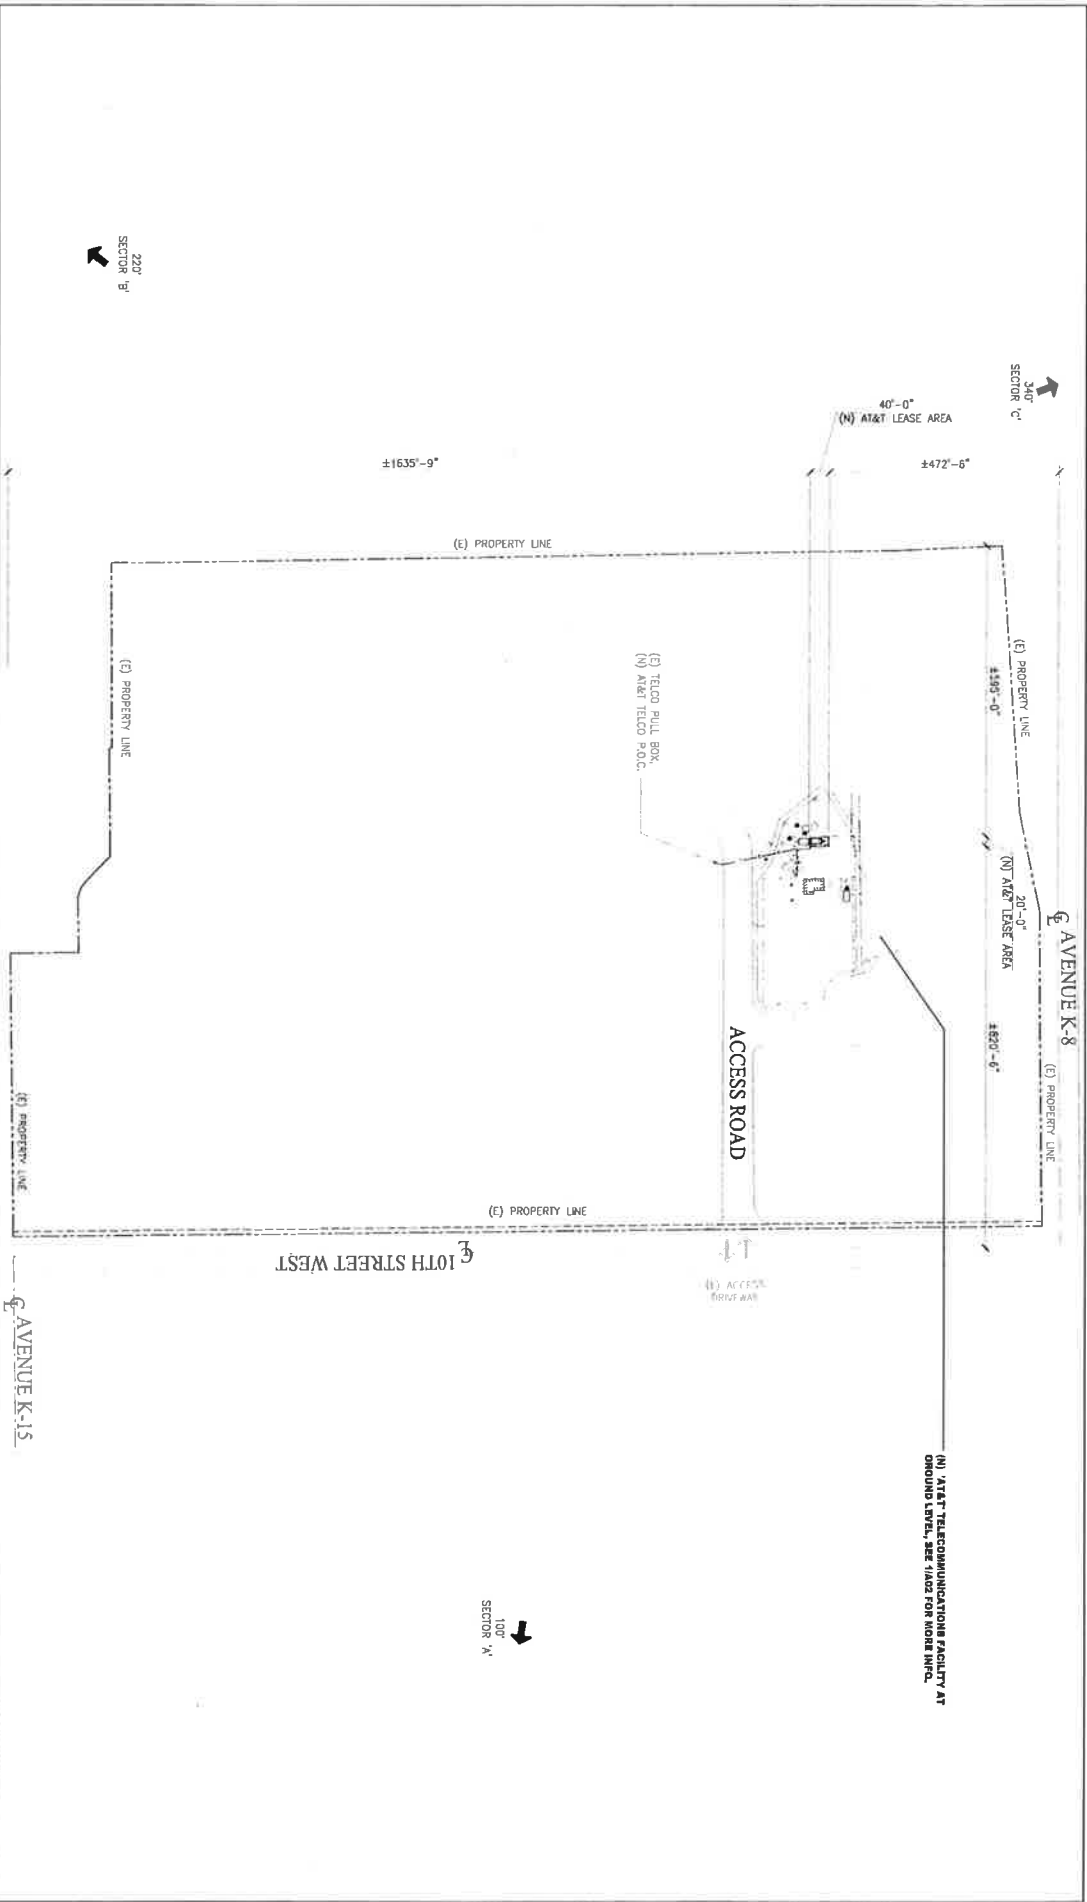 ℄ AVENUE K-8
340°
SECTOR 'C'
(E) PROPERTY LINE
(E) PROPERTY LINE
20'-0"
(N) AT&T LEASE AREA
±820'-6"
40'-0"
(N) AT&T LEASE AREA
±472'-6"
(N) 'AT&T' TELECOMMUNICATIONS FACILITY AT
GROUND LEVEL, SEE 1/A02 FOR MORE INFO.
ACCESS ROAD
(E) ACCESS
DRIVEWAY
(E) TELCO PULL BOX,
(N) AT&T TELCO P.O.C.
(E) PROPERTY LINE
±1635'-9"
(E) PROPERTY LINE
℄ 10TH STREET WEST
100°
SECTOR 'A'
220°
SECTOR 'B'
(E) PROPERTY LINE
(E) PROPERTY LINE
℄ AVENUE K-15